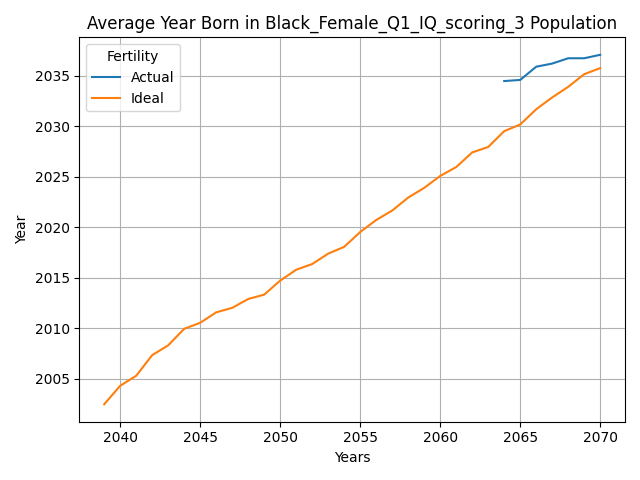 Average Year Born in Black_Female_Q1_IQ_scoring_3 Population
Fertility
Actual
Ideal
2035
2030
2025
2020
2015
2010
2005
Year
2040 2045 2050 2055 2060 2065 2070
Years